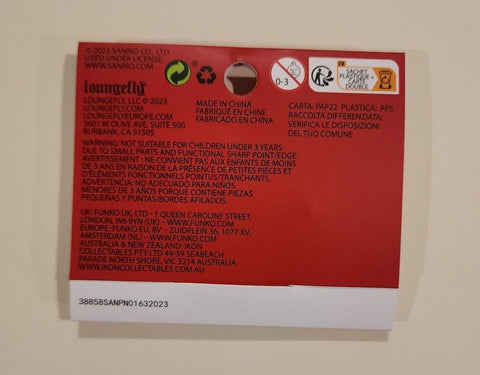 © 2023 SANRIO CO., LTD.
USED UNDER LICENSE.
WWW.SANRIO.COM
loungefly
LOUNGEFLY, LLC © 2023
LOUNGEFLY.COM
LOUNGEFLYEUROPE.COM
3601 W OLIVE AVE, SUITE 500
BURBANK, CA 91505
0-3
FR
SACHET
PLASTIQUE +
CARTE
DOUBLE
MADE IN CHINA
FABRIQUÉ EN CHINE
FABRICADO EN CHINA
CARTA: PAP22 PLASTICA: PP5
RACCOLTA DIFFERENZIATA:
VERIFICA LE DISPOSIZIONI
DEL TUO COMUNE
WARNING: NOT SUITABLE FOR CHILDREN UNDER 3 YEARS
DUE TO SMALL PARTS AND FUNCTIONAL SHARP POINT/EDGE.
AVERTISSEMENT : NE CONVIENT PAS AUX ENFANTS DE MOINS
DE 3 ANS EN RAISON DE LA PRÉSENCE DE PETITES PIÈCES ET
D'ÉLÉMENTS FONCTIONNELS POINTUS/TRANCHANTS.
ADVERTENCIA: NO ADECUADO PARA NIÑOS
MENORES DE 3 AÑOS PORQUE CONTIENE PIEZAS
PEQUEÑAS Y PUNTAS/BORDES AFILADOS.
UK: FUNKO UK, LTD - 1 QUEEN CAROLINE STREET,
LONDON, W6 9YN (UK) - WWW.FUNKO.COM
EUROPE: FUNKO EU, BV - ZUIDPLEIN 36, 1077 XV,
AMSTERDAM (NL) - WWW.FUNKO.COM
AUSTRALIA & NEW ZEALAND: IKON
COLLECTABLES PTY LTD 49-59 SEABEACH
PARADE NORTH SHORE, VIC 3214 AUSTRALIA
WWW.IKONCOLLECTABLES.COM.AU
38858SANPN01632023